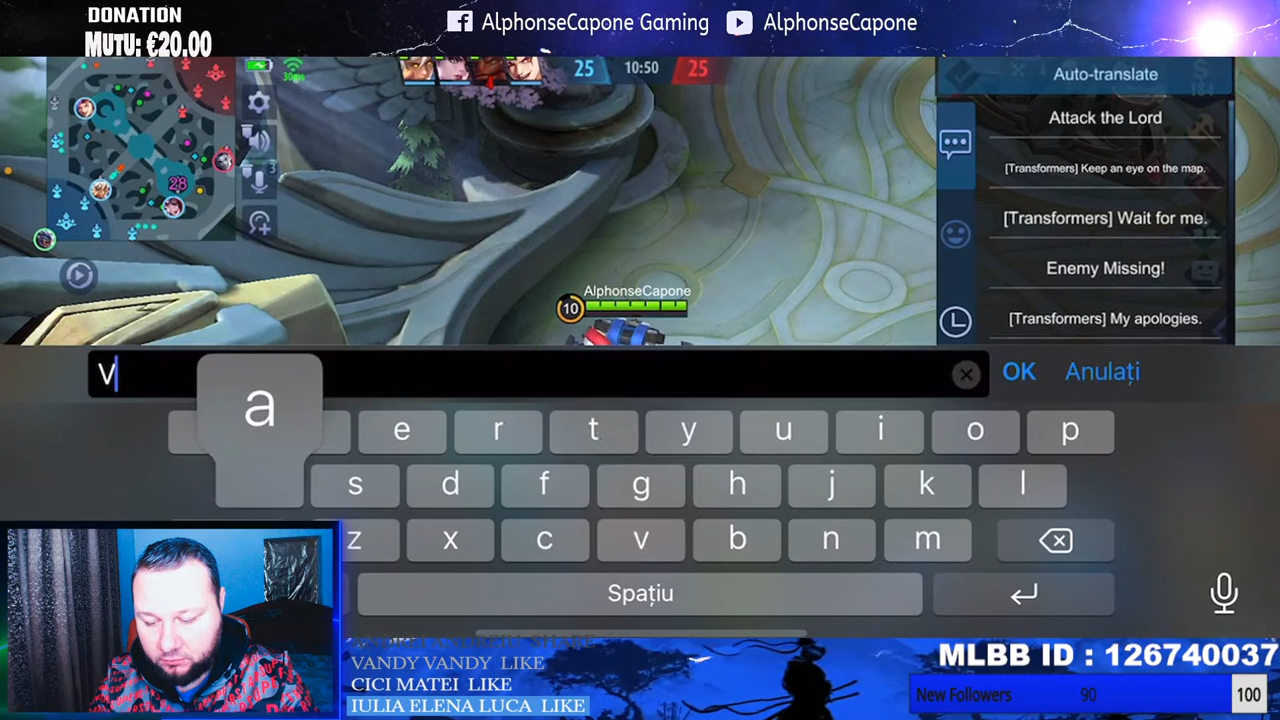 DONATION
MUTU: €20,00
AlphonseCapone Gaming
AlphonseCapone
30ms
25
10:50
25
Auto-translate
Attack the Lord
[Transformers] Keep an eye on the map.
[Transformers] Wait for me.
Enemy Missing!
[Transformers] My apologies.
3
28
AlphonseCapone
10
V
OK
Anulați
a
e r t y u i o p
s d f g h j k l
z x c v b n m
Spațiu
VANDY VANDY LIKE
CICI MATEI LIKE
IULIA ELENA LUCA LIKE
MLBB ID : 126740037
New Followers
90
100